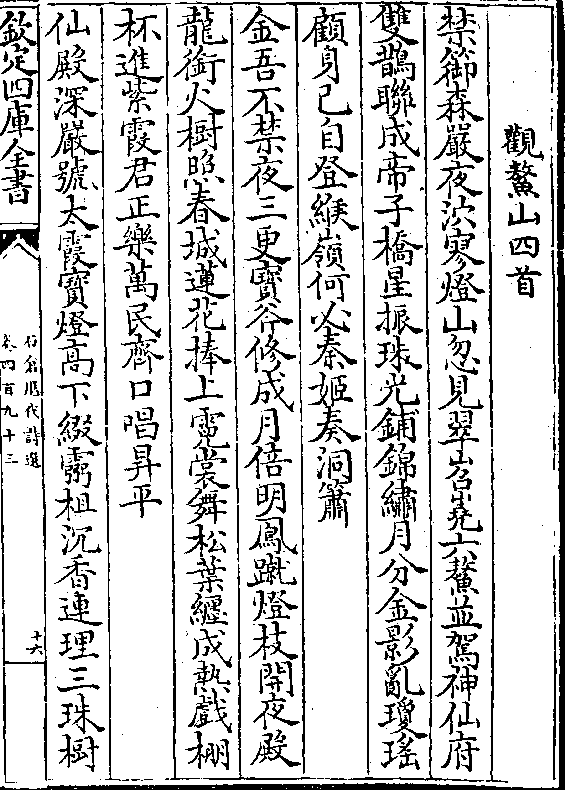 觀鰲山四首
禁御森嚴夜泬寥燈山忽見翠岧嶤六鰲並駕神仙府
雙鵲聯成帝子橋星振珠光鋪錦繡月分金影亂瓊瑤
顧身已自登緱嶺何必秦姬奏洞簫
金吾不禁夜三更寶谷修成月倍明鳳蹴燈枝開夜殿
龍銜火樹照春城蓮花捧上霓裳舞松葉纏成熱戲棚
杯進紫霞君正樂萬民齊口唱昇平
仙殿深嚴號太霞寶燈高下綴
沉香連理三珠樹
欽定四庫全書
石倉歷代詩選
卷四百九十三
十六